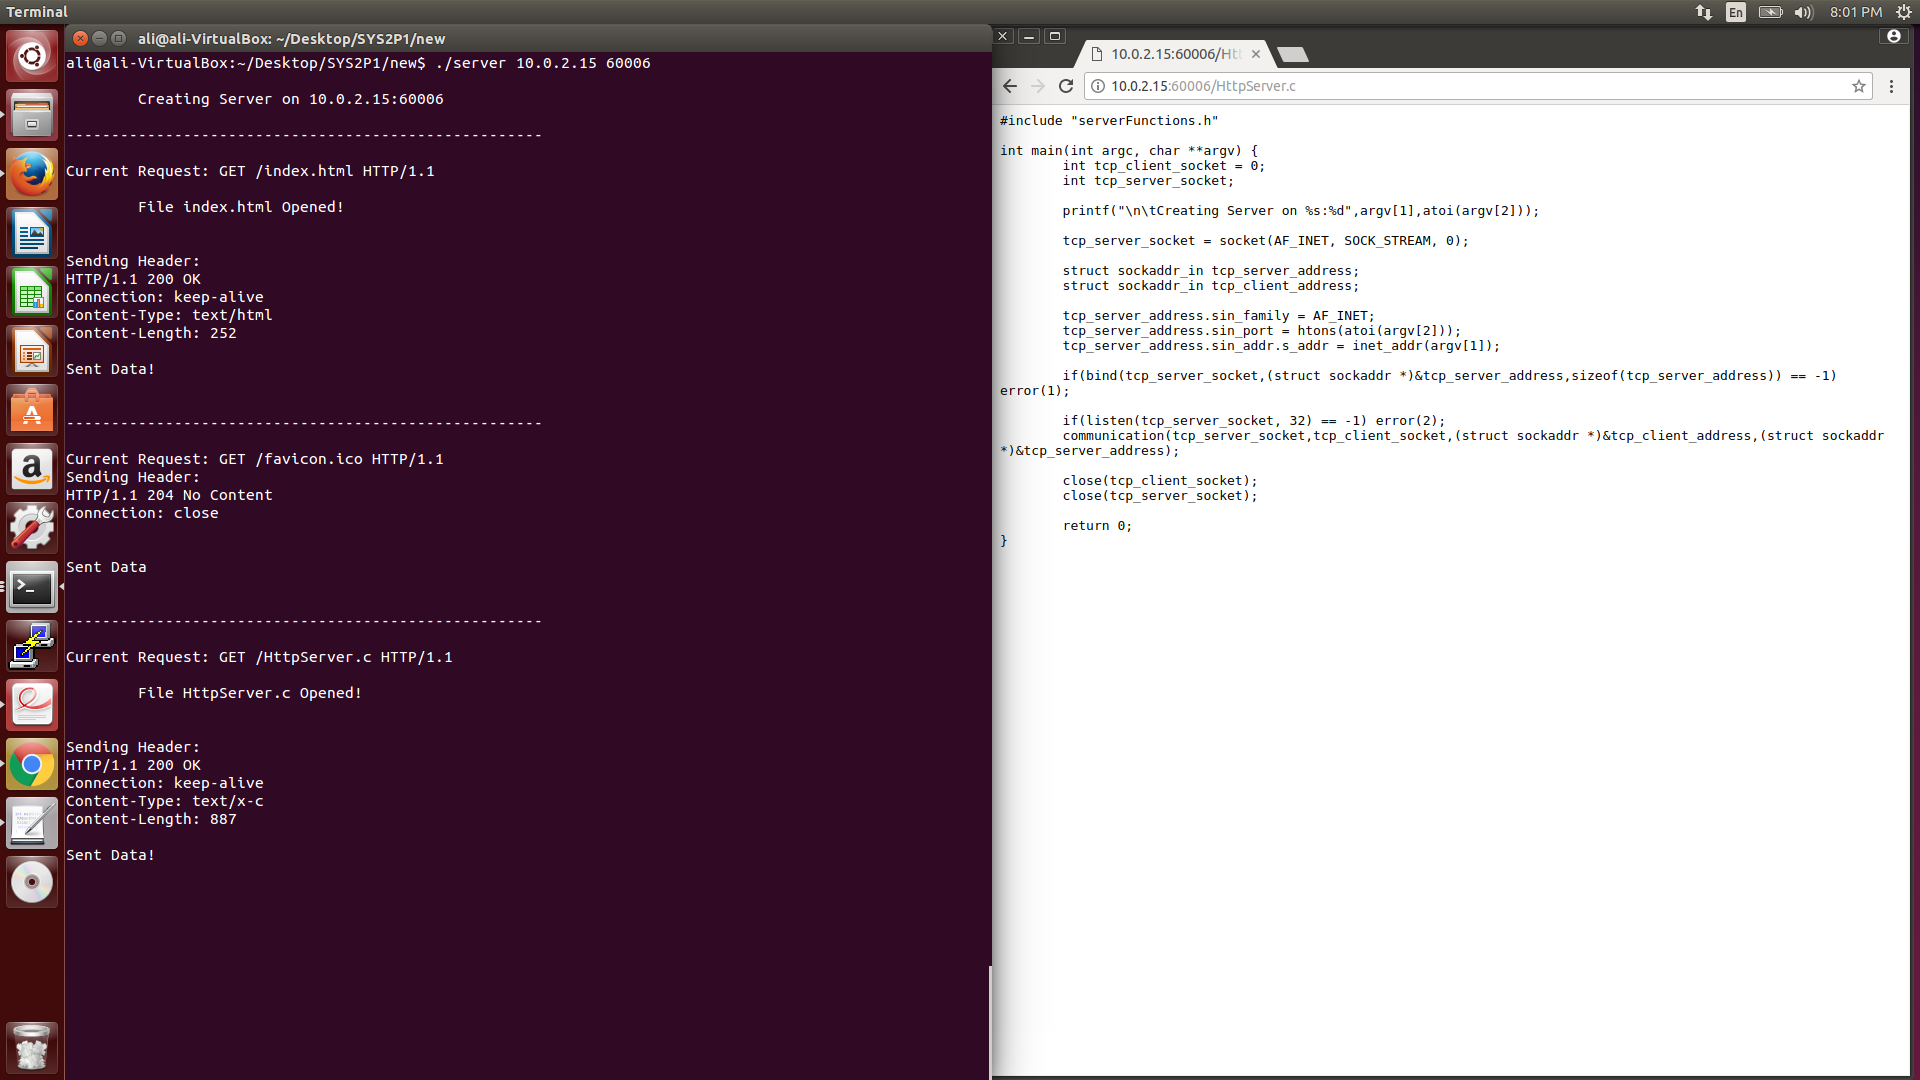 Terminal
En
8:01 PM
ali@ali-VirtualBox: ~/Desktop/SYS2P1/new
ali@ali-VirtualBox:~/Desktop/SYS2P1/new$ ./server 10.0.2.15 60006
Creating Server on 10.0.2.15:60006
-----------------------------------------------------
Current Request: GET /index.html HTTP/1.1
File index.html Opened!
Sending Header:
HTTP/1.1 200 OK
Connection: keep-alive
Content-Type: text/html
Content-Length: 252
Sent Data!
-----------------------------------------------------
Current Request: GET /favicon.ico HTTP/1.1
Sending Header:
HTTP/1.1 204 No Content
Connection: close
Sent Data
-----------------------------------------------------
Current Request: GET /HttpServer.c HTTP/1.1
File HttpServer.c Opened!
Sending Header:
HTTP/1.1 200 OK
Connection: keep-alive
Content-Type: text/x-c
Content-Length: 887
Sent Data!
10.0.2.15:60006/Htt
10.0.2.15:60006/HttpServer.c
#include "serverFunctions.h"
int main(int argc, char **argv) {
int tcp_client_socket = 0;
int tcp_server_socket;
printf("\n\tCreating Server on %s:%d",argv[1],atoi(argv[2]));
tcp_server_socket = socket(AF_INET, SOCK_STREAM, 0);
struct sockaddr_in tcp_server_address;
struct sockaddr_in tcp_client_address;
tcp_server_address.sin_family = AF_INET;
tcp_server_address.sin_port = htons(atoi(argv[2]));
tcp_server_address.sin_addr.s_addr = inet_addr(argv[1]);
if(bind(tcp_server_socket,(struct sockaddr *)&tcp_server_address,sizeof(tcp_server_address)) == -1)
error(1);
if(listen(tcp_server_socket, 32) == -1) error(2);
communication(tcp_server_socket,tcp_client_socket,(struct sockaddr *)&tcp_client_address,(struct sockaddr
*)&tcp_server_address);
close(tcp_client_socket);
close(tcp_server_socket);
return 0;
}